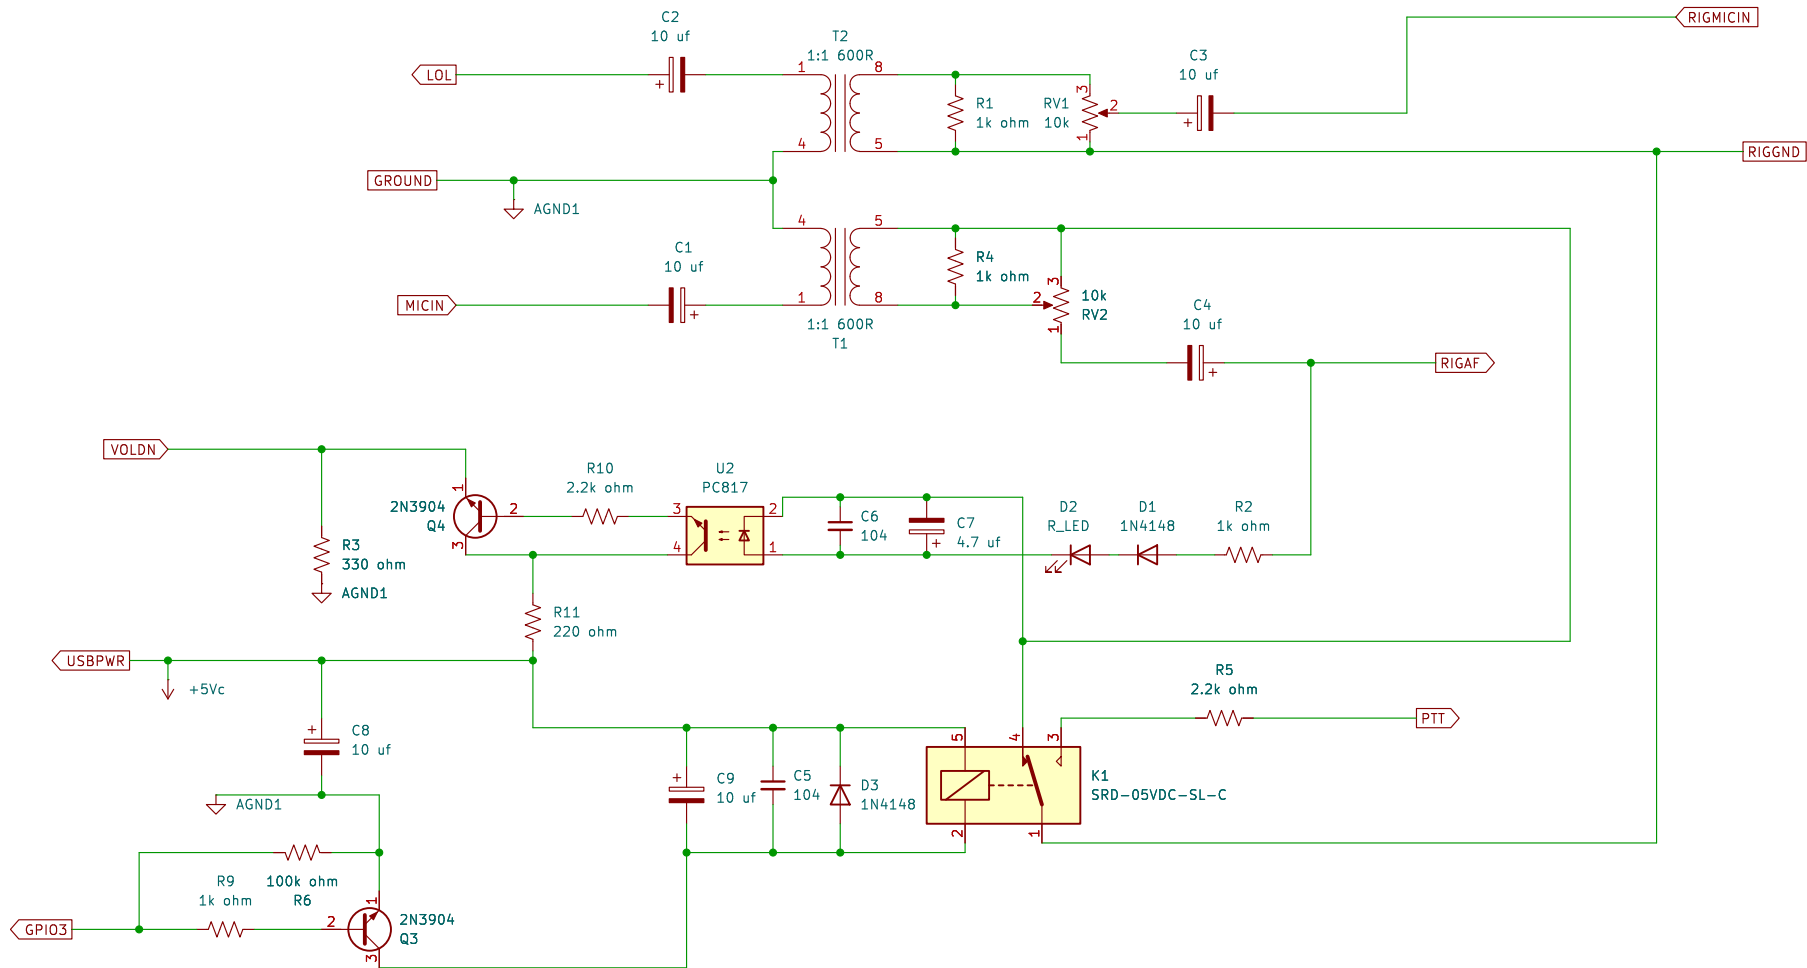 C2
10 uf
T2
1:1 600R
RIGMICIN
LOL
+
1
8
C3
10 uf
R1
1k ohm
RV1
10k
3
2
1
+
4
5
RIGGND
GROUND
AGND1
4
5
C1
10 uf
R4
1k ohm
MICIN
+
1
8
1:1 600R
T1
3
2
1
10k
RV2
C4
10 uf
+
RIGAF
VOLDN
2N3904
Q4
1
2
3
R10
2.2k ohm
U2
PC817
3
4
2
1
C6
104
C7
4.7 uf
+
D2
R_LED
D1
1N4148
R2
1k ohm
R3
330 ohm
AGND1
R11
220 ohm
USBPWR
+5Vc
R5
2.2k ohm
PTT
C8
10 uf
+
AGND1
C9
10 uf
+
C5
104
D3
1N4148
5
4
3
2
1
K1
SRD-05VDC-SL-C
100k ohm
R6
R9
1k ohm
GPIO3
2
1
3
2N3904
Q3